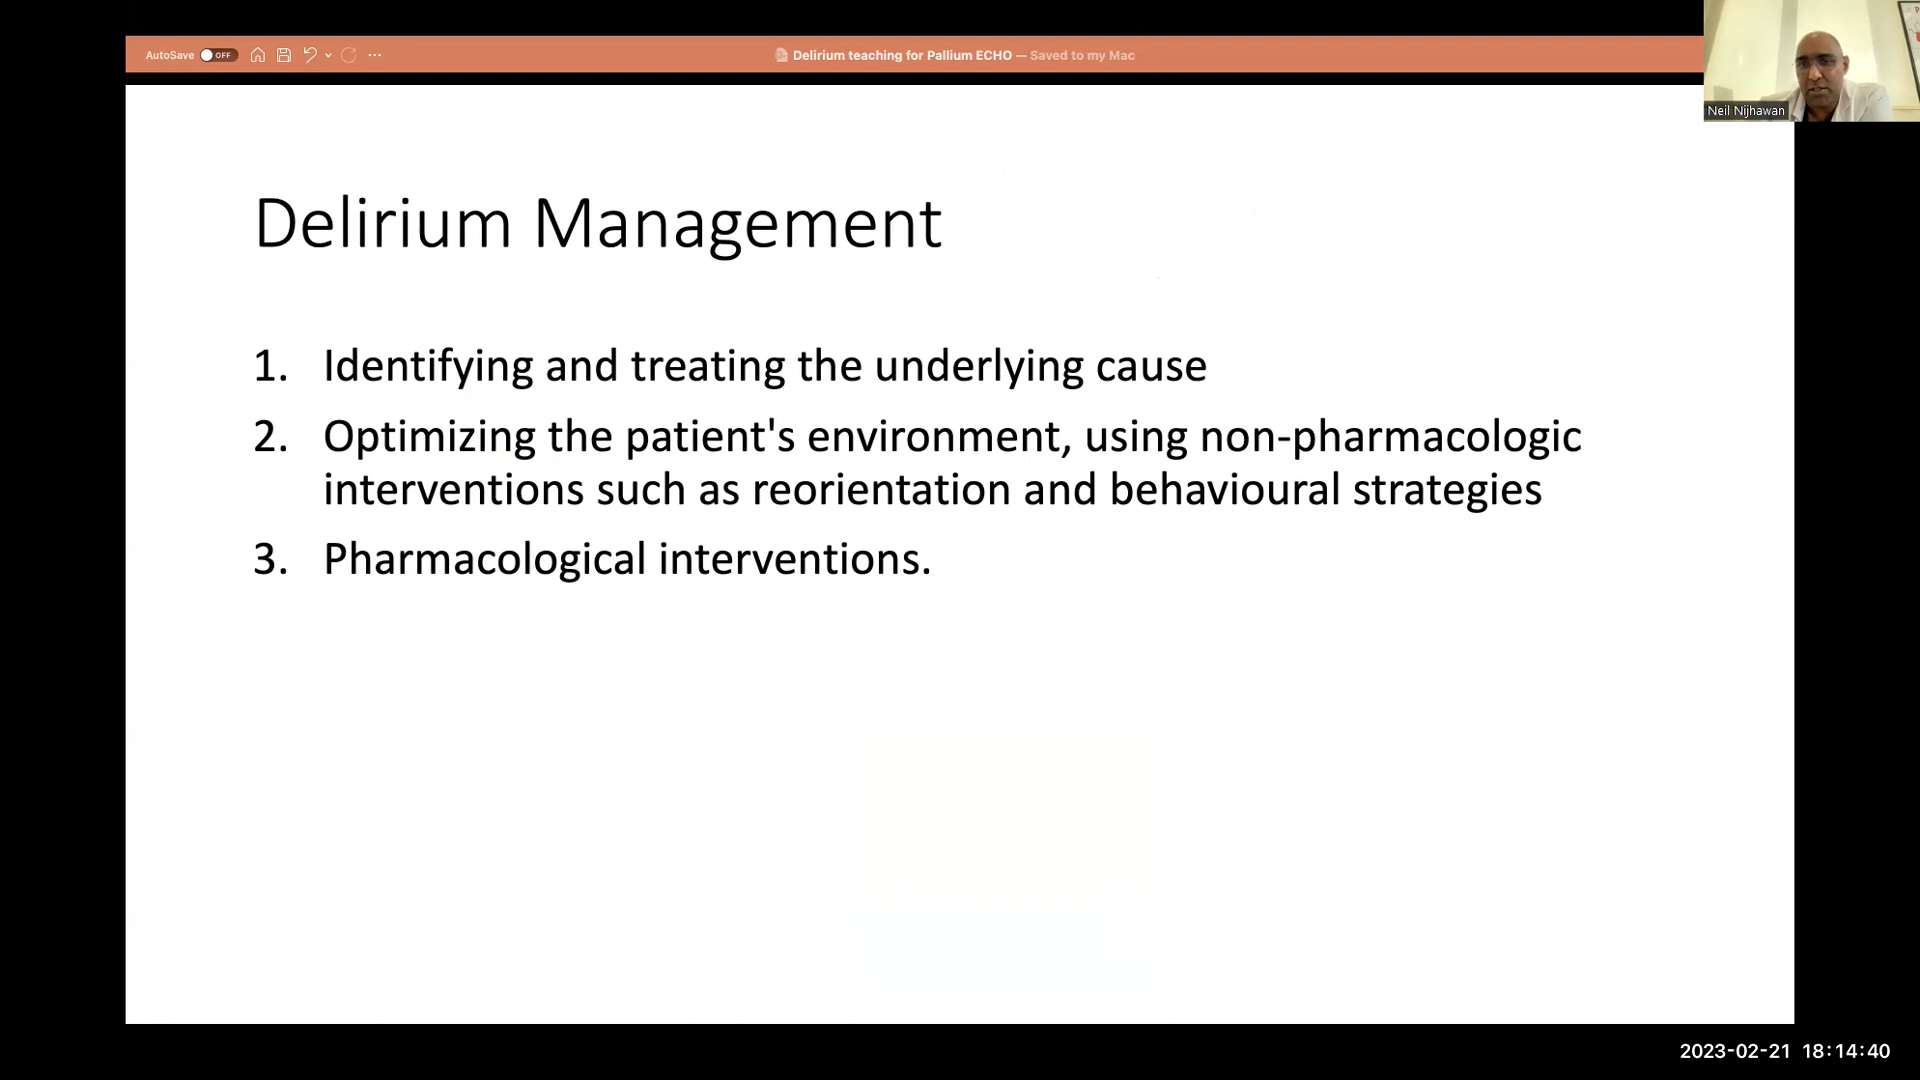 AutoSave OFF
Delirium teaching for Pallium ECHO — Saved to my Mac
Neil Nijhawan
Delirium Management
1. Identifying and treating the underlying cause
2. Optimizing the patient's environment, using non-pharmacologic
interventions such as reorientation and behavioural strategies
3. Pharmacological interventions.
2023-02-21 18:14:40